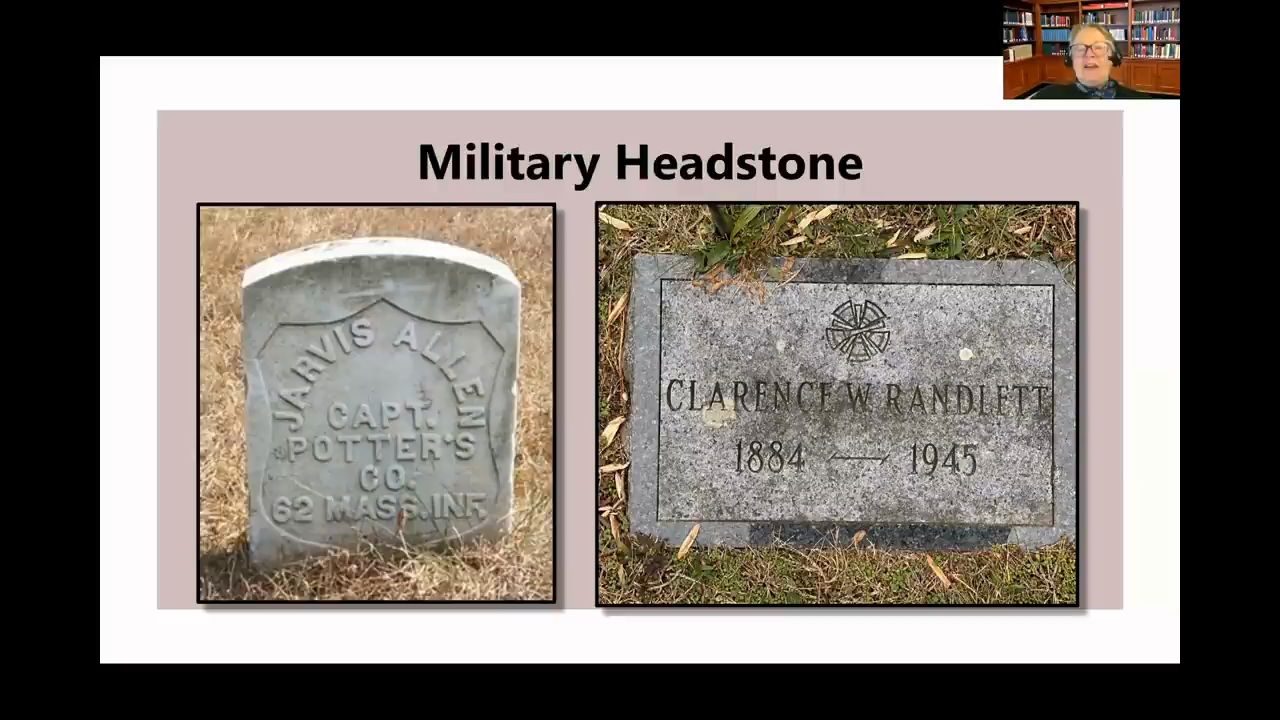 Military Headstone
JARVIS ALLEN
CAPT.
POTTER'S
CO.
62 MASS. INF.
CLARENCE W. RANDLETT
1884 — 1945